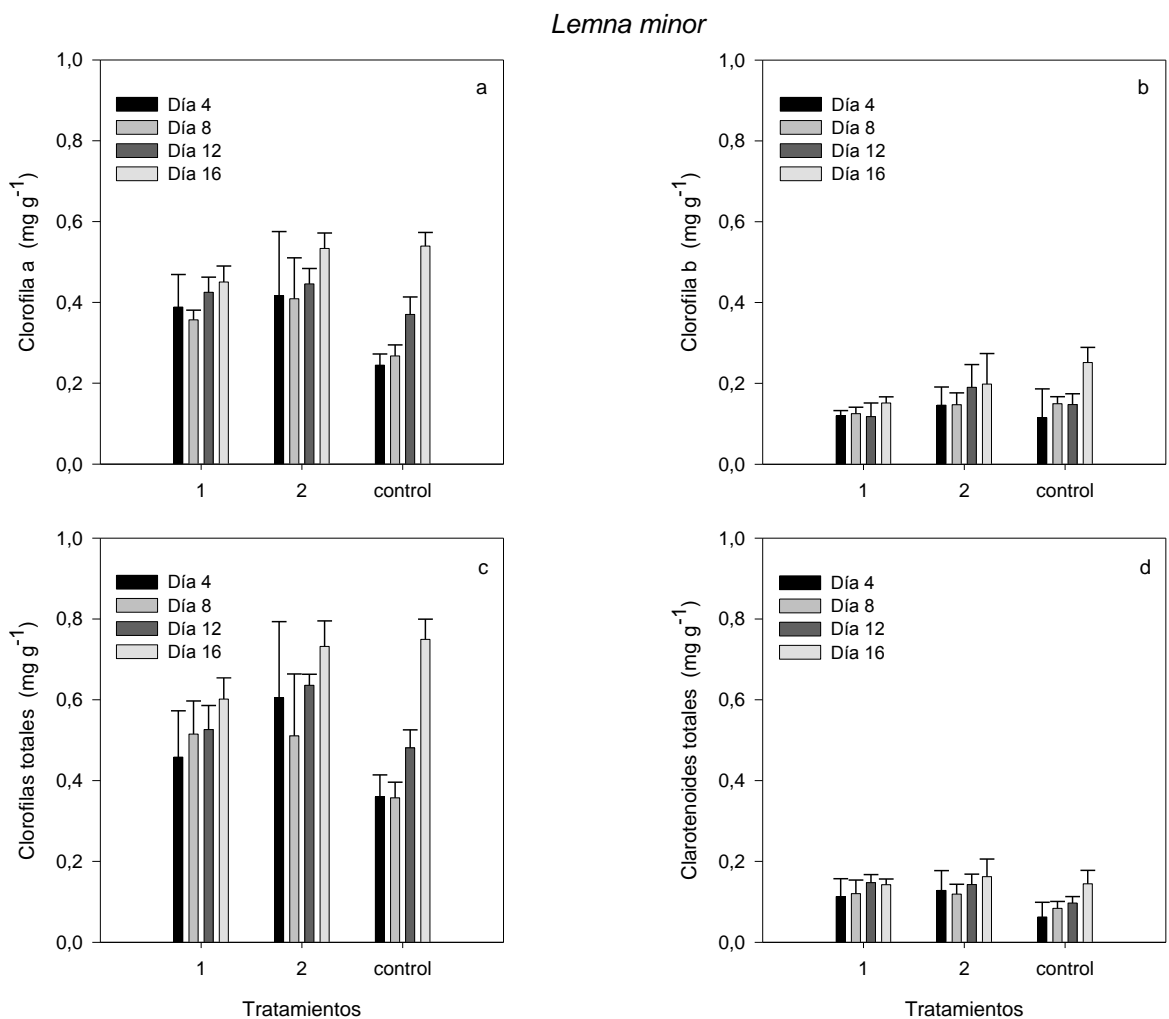 Lemna minor
a
Clorofila a (mg g-1)
1,0
0,8
0,6
0,4
0,2
0,0
Día 4
Día 8
Día 12
Día 16
1 2 control
b
Clorofila b (mg g-1)
1,0
0,8
0,6
0,4
0,2
0,0
Día 4
Día 8
Día 12
Día 16
1 2 control
c
Clorofilas totales (mg g-1)
1,0
0,8
0,6
0,4
0,2
0,0
Día 4
Día 8
Día 12
Día 16
1 2 control
Tratamientos
d
Clarotenoides totales (mg g-1)
1,0
0,8
0,6
0,4
0,2
0,0
Día 4
Día 8
Día 12
Día 16
1 2 control
Tratamientos